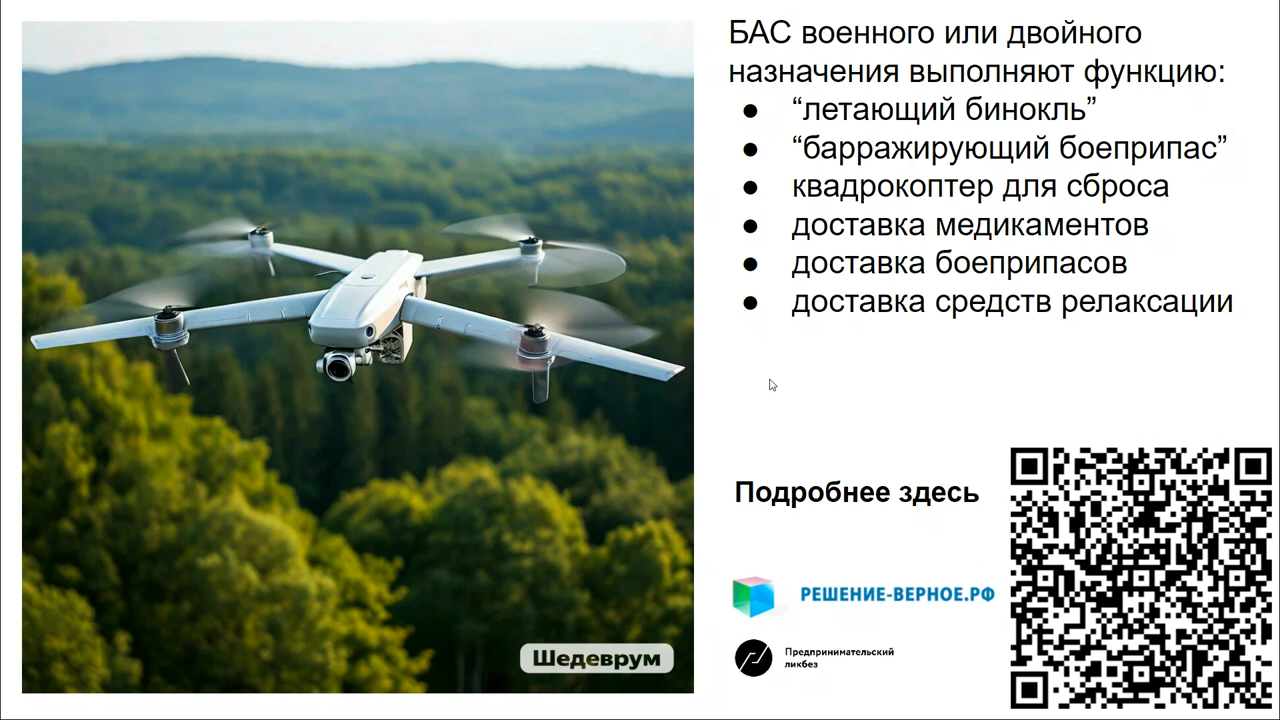 БАС военного или двойного
назначения выполняют функцию:
● “летающий бинокль”
● “барражирующий боеприпас”
● квадрокоптер для сброса
● доставка медикаментов
● доставка боеприпасов
● доставка средств релаксации
Подробнее здесь
РЕШЕНИЕ-ВЕРНОЕ.РФ
Предпринимательский
ликбез
Шедеврум